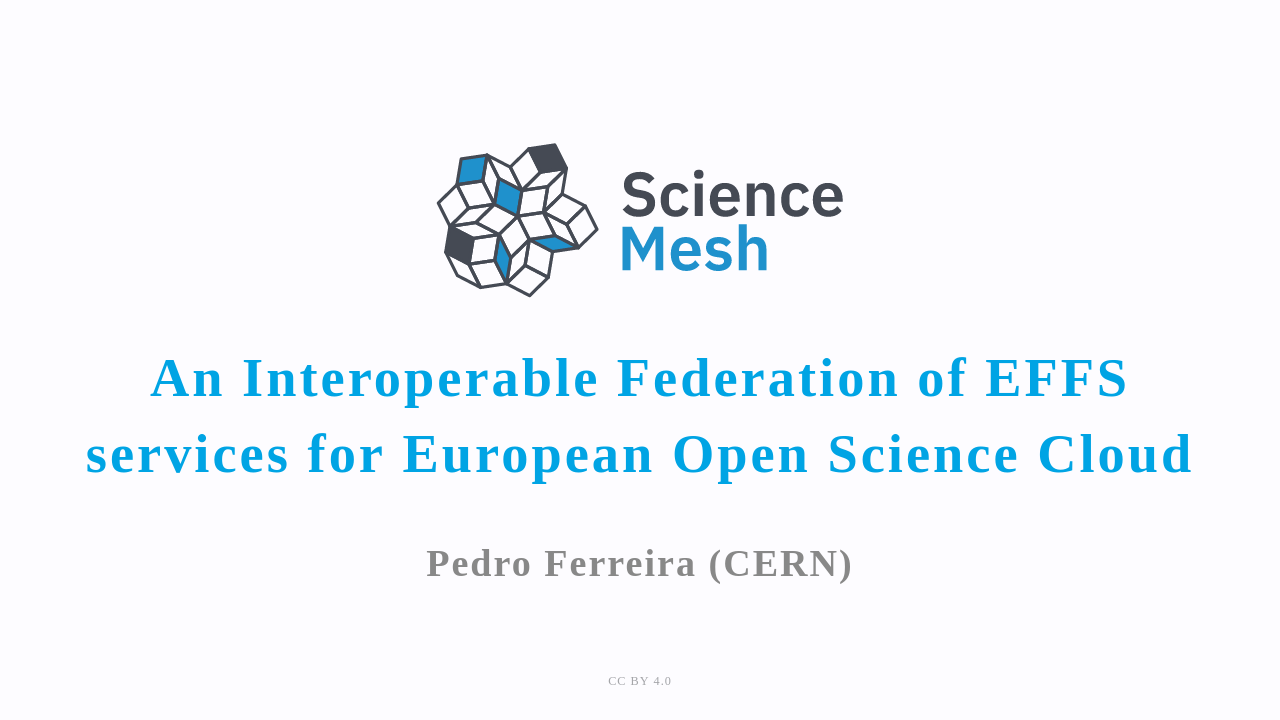 Science
Mesh
An Interoperable Federation of EFFS
services for European Open Science Cloud
Pedro Ferreira (CERN)
CC BY 4.0